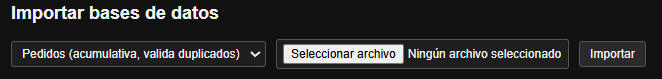 Importar bases de datos
Pedidos (acumulativa, valida duplicados) Seleccionar archivo Ningún archivo seleccionado Importar